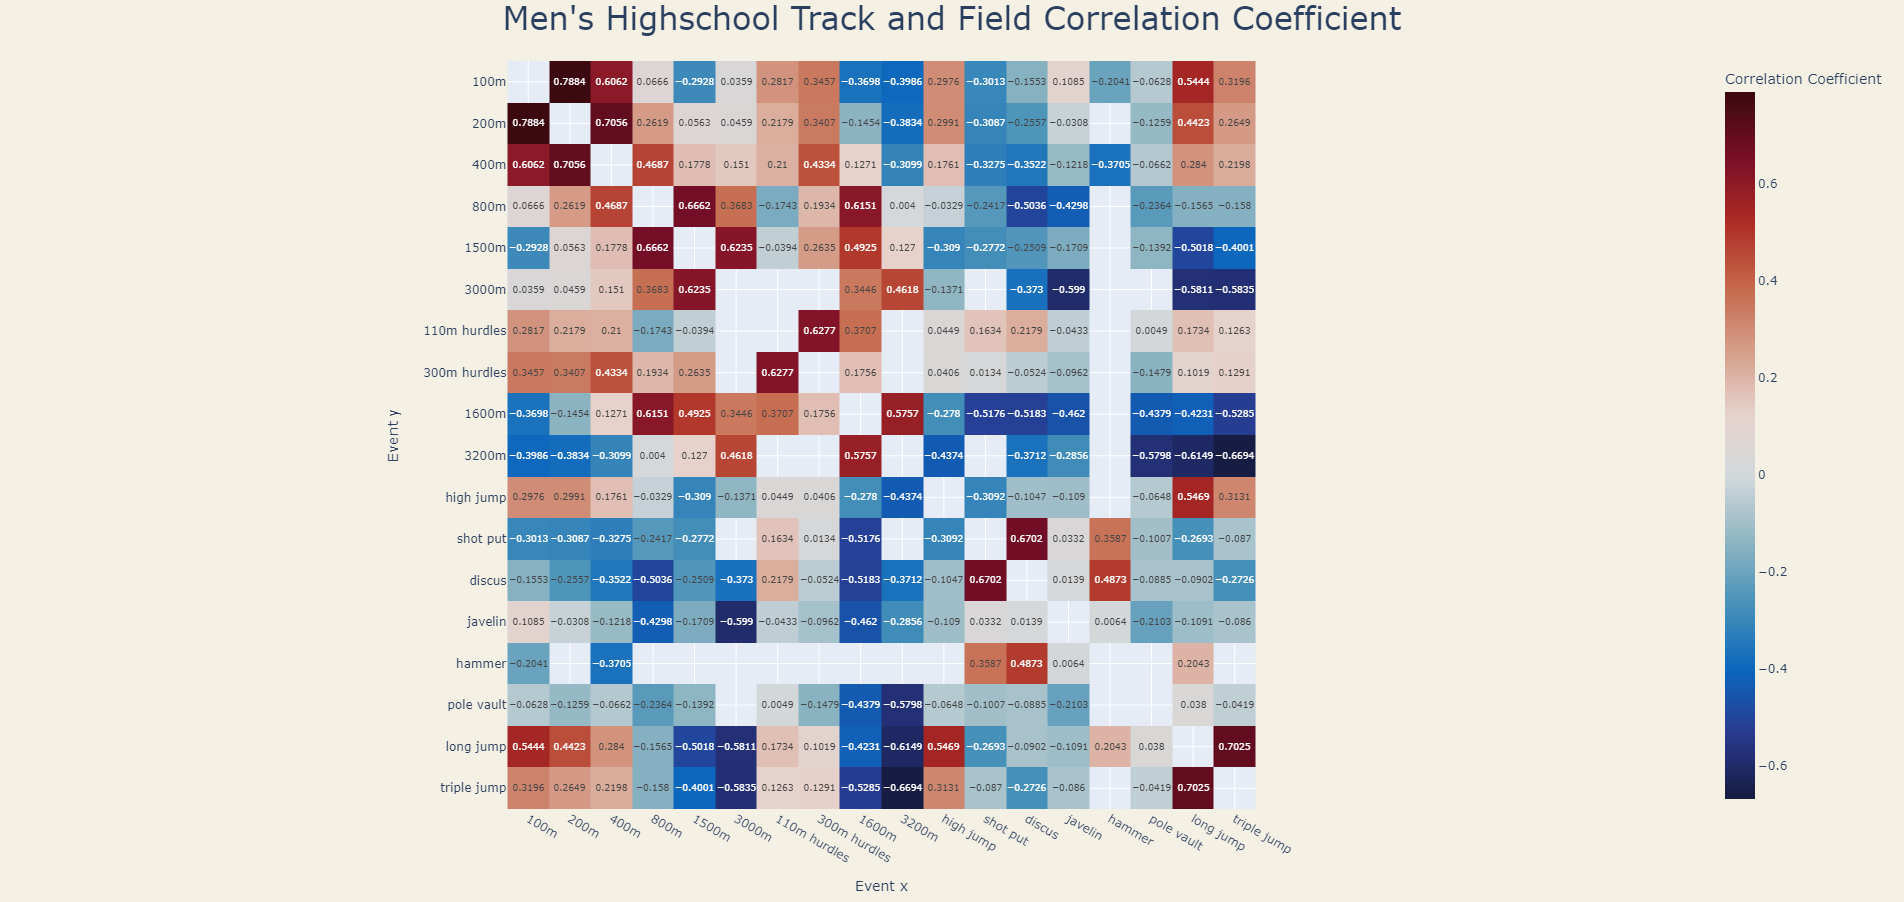 Men's Highschool Track and Field Correlation Coefficient
Correlation Coefficient
100m 0.7884 0.6062 0.0666 −0.2928 0.0359 0.2817 0.3457 −0.3698 −0.3986 0.2976 −0.3013 −0.1553 0.1085 −0.2041 −0.0628 0.5444 0.3196
200m 0.7884 0.7056 0.2619 0.0563 0.0459 0.2179 0.3407 −0.1454 −0.3834 0.2991 −0.3087 −0.2557 −0.0308 −0.1259 0.4423 0.2649
400m 0.6062 0.7056 0.4687 0.1778 0.151 0.21 0.4334 0.1271 −0.3099 0.1761 −0.3275 −0.3522 −0.1218 −0.3705 −0.0662 0.284 0.2198
0.6
800m 0.0666 0.2619 0.4687 0.6662 0.3683 −0.1743 0.1934 0.6151 0.004 −0.0329 −0.2417 −0.5036 −0.4298 −0.2364 −0.1565 −0.158
1500m −0.2928 0.0563 0.1778 0.6662 0.6235 −0.0394 0.2635 0.4925 0.127 −0.309 −0.2772 −0.2509 −0.1709 −0.1392 −0.5018 −0.4001
0.4
3000m 0.0359 0.0459 0.151 0.3683 0.6235 0.3446 0.4618 −0.1371 −0.373 −0.599 −0.5811 −0.5835
110m hurdles 0.2817 0.2179 0.21 −0.1743 −0.0394 0.6277 0.3707 0.0449 0.1634 0.2179 −0.0433 0.0049 0.1734 0.1263
300m hurdles 0.3457 0.3407 0.4334 0.1934 0.2635 0.6277 0.1756 0.0406 0.0134 −0.0524 −0.0962 −0.1479 0.1019 0.1291
0.2
1600m −0.3698 −0.1454 0.1271 0.6151 0.4925 0.3446 0.3707 0.1756 0.5757 −0.278 −0.5176 −0.5183 −0.462 −0.4379 −0.4231 −0.5285
Event y
3200m −0.3986 −0.3834 −0.3099 0.004 0.127 0.4618 0.5757 −0.4374 −0.3712 −0.2856 −0.5798 −0.6149 −0.6694
0
high jump 0.2976 0.2991 0.1761 −0.0329 −0.309 −0.1371 0.0449 0.0406 −0.278 −0.4374 −0.3092 −0.1047 −0.109 −0.0648 0.5469 0.3131
shot put −0.3013 −0.3087 −0.3275 −0.2417 −0.2772 0.1634 0.0134 −0.5176 −0.3092 0.6702 0.0332 0.3587 −0.1007 −0.2693 −0.087
−0.2
discus −0.1553 −0.2557 −0.3522 −0.5036 −0.2509 −0.373 0.2179 −0.0524 −0.5183 −0.3712 −0.1047 0.6702 0.0139 0.4873 −0.0885 −0.0902 −0.2726
javelin 0.1085 −0.0308 −0.1218 −0.4298 −0.1709 −0.599 −0.0433 −0.0962 −0.462 −0.2856 −0.109 0.0332 0.0139 0.0064 −0.2103 −0.1091 −0.086
hammer −0.2041 −0.3705 0.3587 0.4873 0.0064 0.2043
−0.4
pole vault −0.0628 −0.1259 −0.0662 −0.2364 −0.1392 0.0049 −0.1479 −0.4379 −0.5798 −0.0648 −0.1007 −0.0885 −0.2103 0.038 −0.0419
long jump 0.5444 0.4423 0.284 −0.1565 −0.5018 −0.5811 0.1734 0.1019 −0.4231 −0.6149 0.5469 −0.2693 −0.0902 −0.1091 0.2043 0.038 0.7025
−0.6
triple jump 0.3196 0.2649 0.2198 −0.158 −0.4001 −0.5835 0.1263 0.1291 −0.5285 −0.6694 0.3131 −0.087 −0.2726 −0.086 −0.0419 0.7025
100m 200m 400m 800m 1500m 3000m 110m hurdles 300m hurdles 1600m 3200m high jump shot put discus javelin hammer pole vault long jump triple jump
Event x